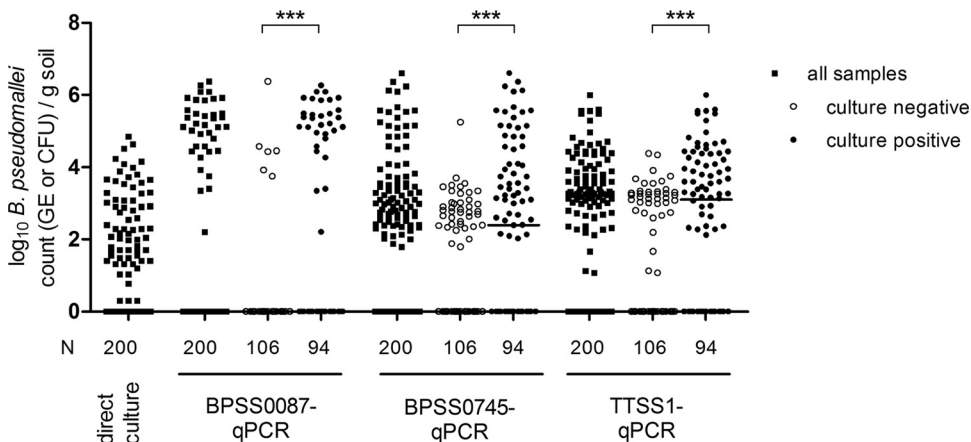 log10 B. pseudomallei
count (GE or CFU) / g soil
8
6
4
2
0
***
***
***
all samples
culture negative
culture positive
N 200 200 106 94 200 106 94 200 106 94
direct
culture
BPSS0087-
qPCR
BPSS0745-
qPCR
TTSS1-
qPCR